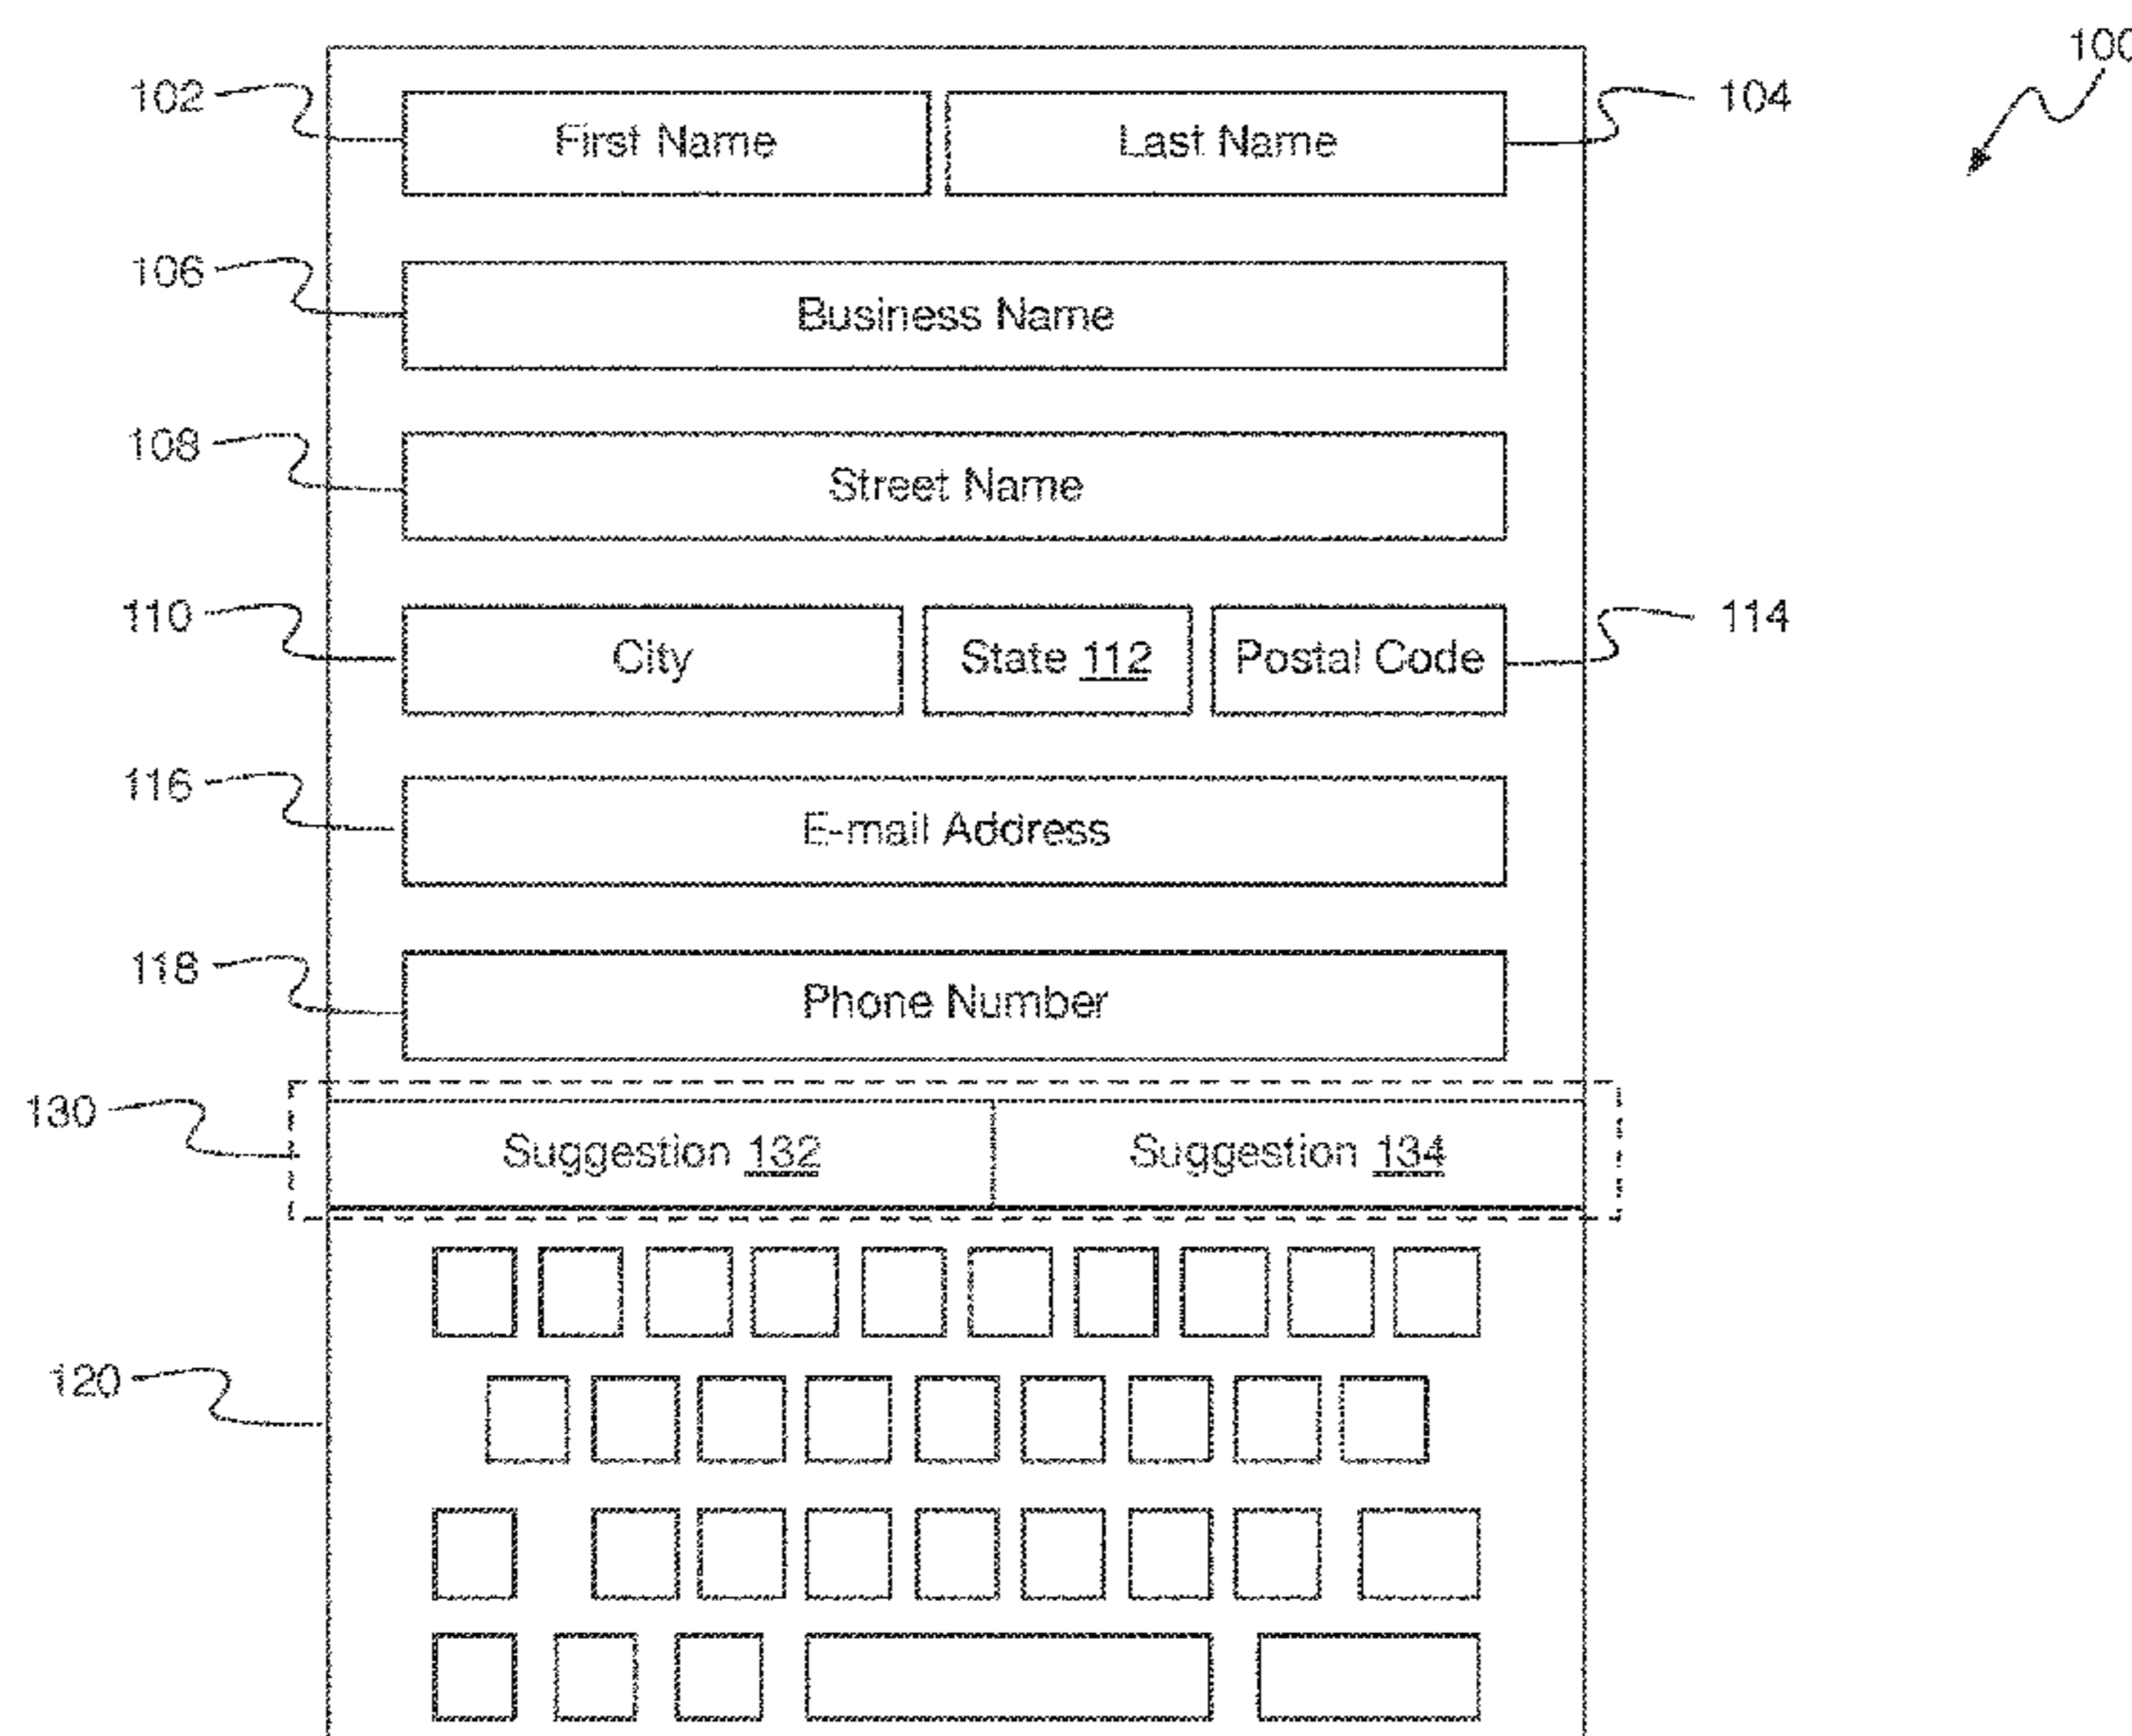 100
102 First Name Last Name 104
106 Business Name
108 Street Name
110 City State 112 Postal Code 114
116 E-mail Address
118 Phone Number
130 Suggestion 132 Suggestion 134
120